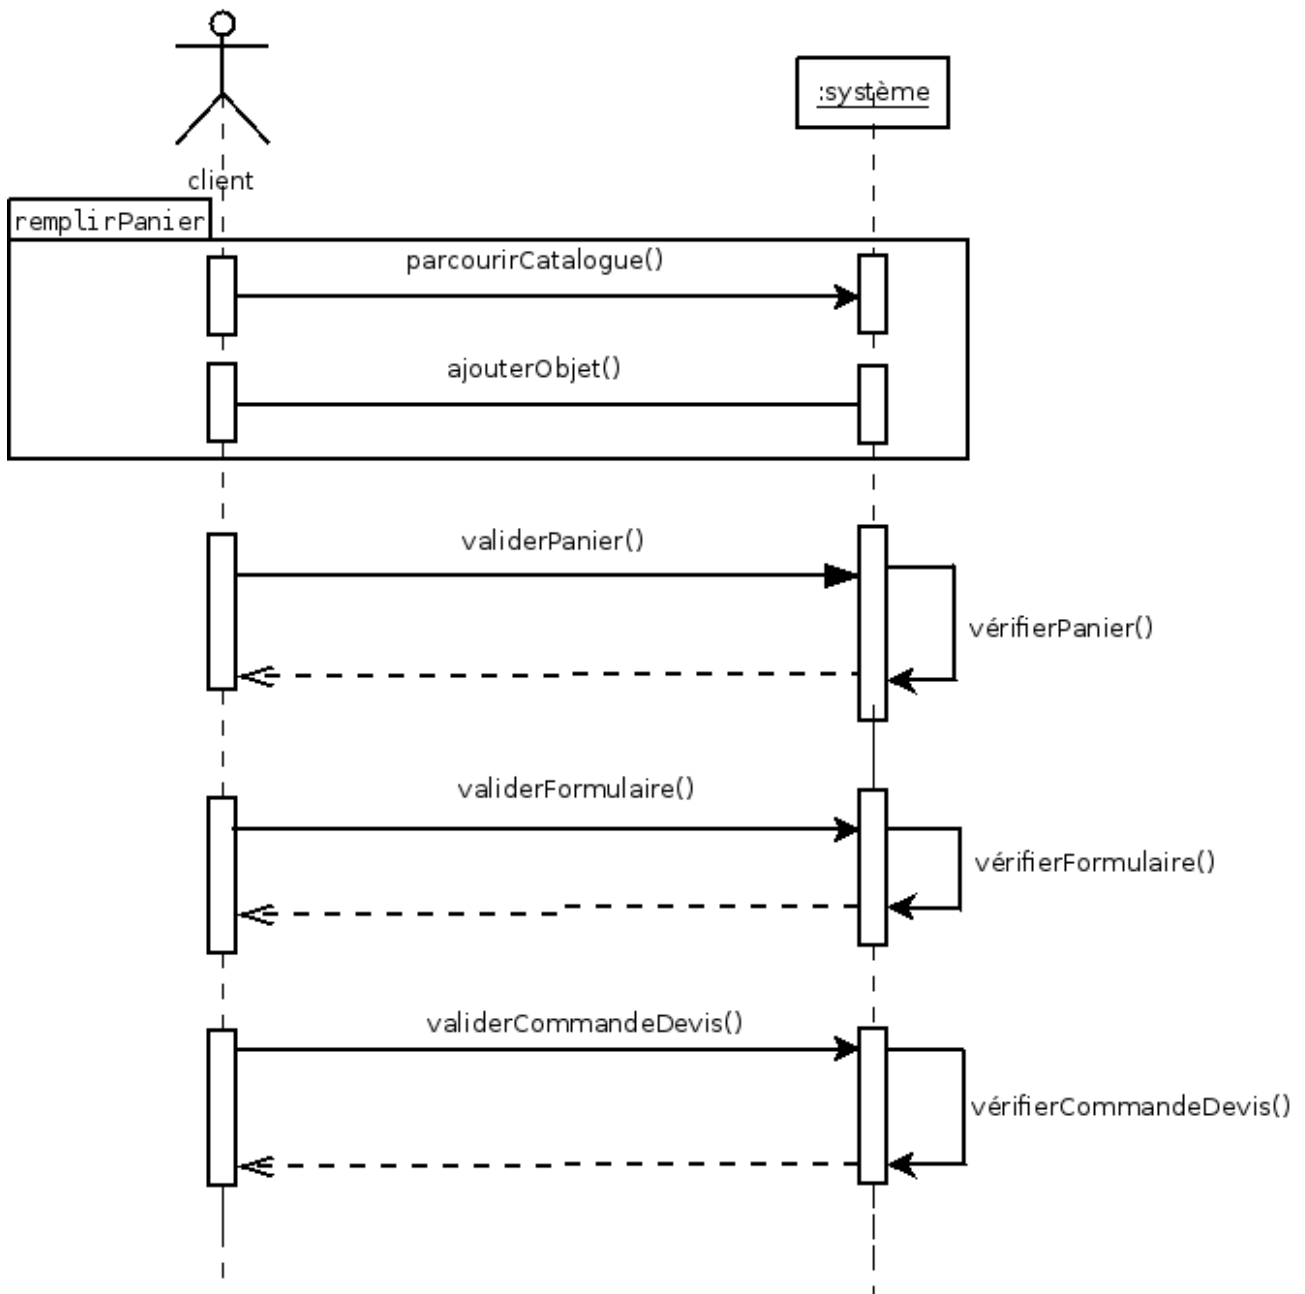 :système
client
remplirPanier
parcourirCatalogue()
ajouterObjet()
validerPanier()
vérifierPanier()
validerFormulaire()
vérifierFormulaire()
validerCommandeDevis()
vérifierCommandeDevis()